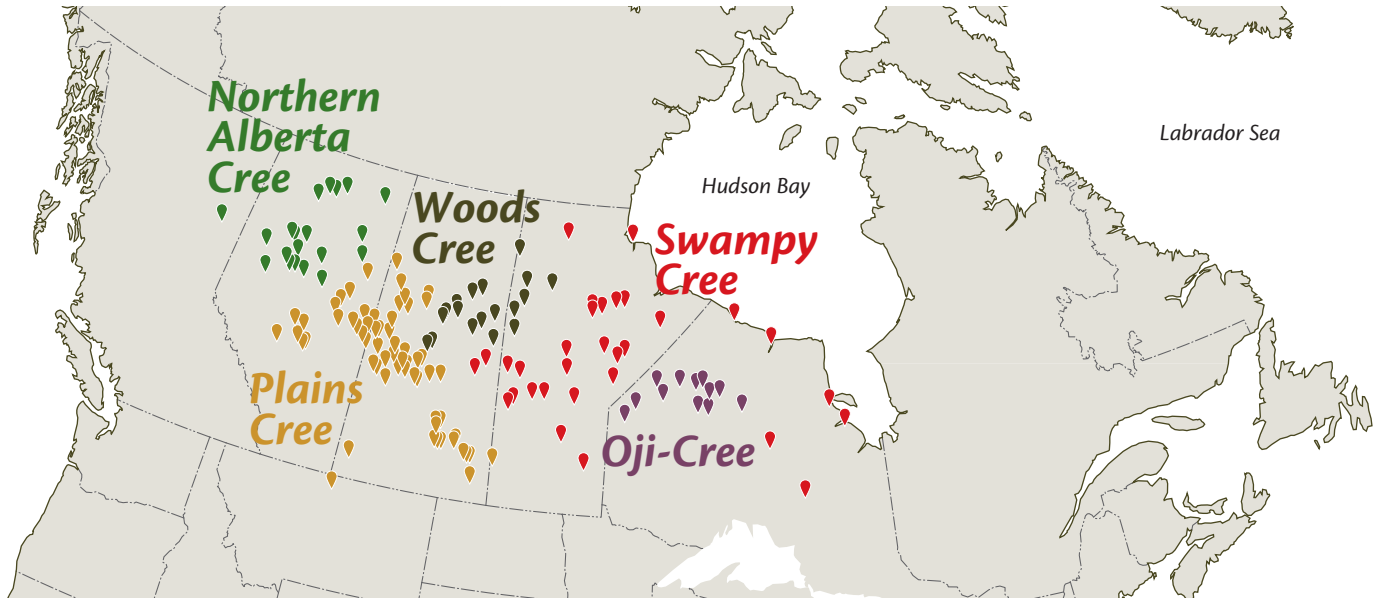 Northern
Alberta
Cree
Woods
Cree
Swampy
Cree
Plains
Cree
Oji-Cree
Hudson Bay
Labrador Sea